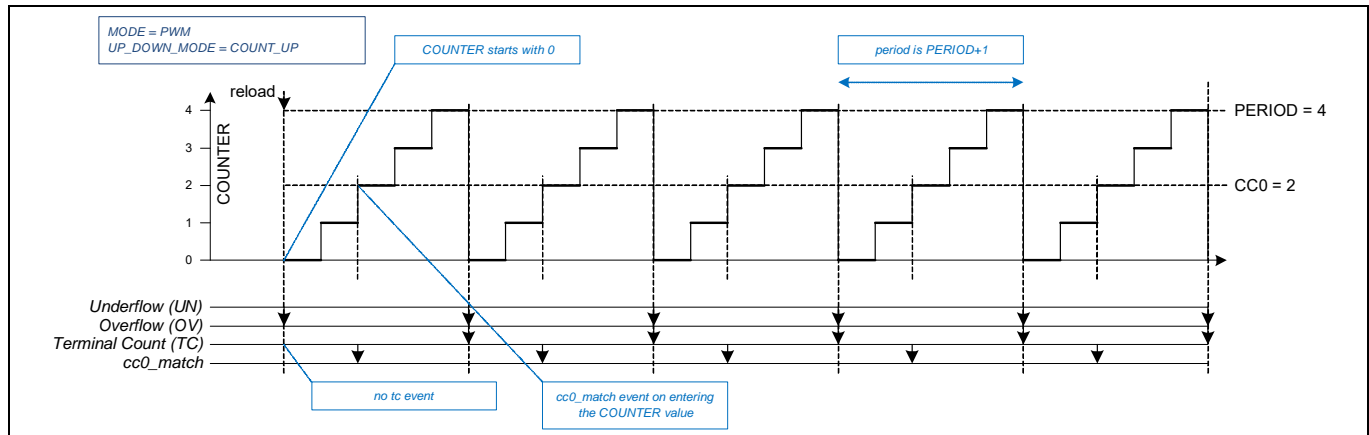 MODE = PWM
UP_DOWN_MODE = COUNT_UP
COUNTER starts with 0
period is PERIOD+1
reload
4
3
2
1
0
COUNTER
PERIOD = 4
CC0 = 2
Underflow (UN)
Overflow (OV)
Terminal Count (TC)
cc0_match
no tc event
cc0_match event on entering
the COUNTER value